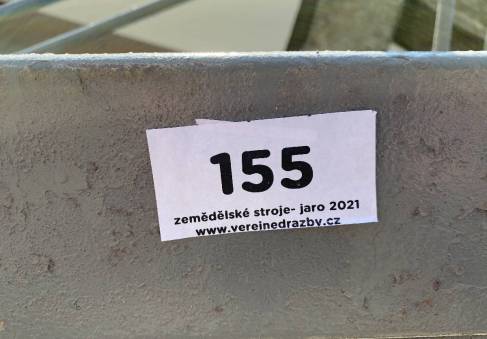 155
zemědělské stroje- jaro 2021
www.vereinedrazby.cz